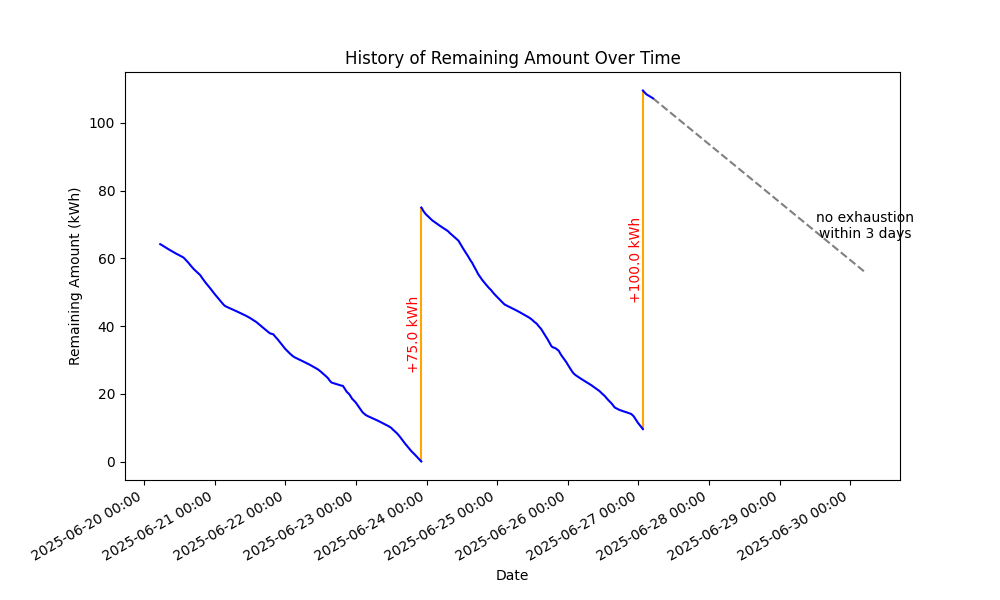 History of Remaining Amount Over Time
Remaining Amount (kWh)
100
80
60
40
20
0
+75.0 kWh
+100.0 kWh
no exhaustion
within 3 days
2025-06-20 00:00
2025-06-21 00:00
2025-06-22 00:00
2025-06-23 00:00
2025-06-24 00:00
2025-06-25 00:00
2025-06-26 00:00
2025-06-27 00:00
2025-06-28 00:00
2025-06-29 00:00
2025-06-30 00:00
Date